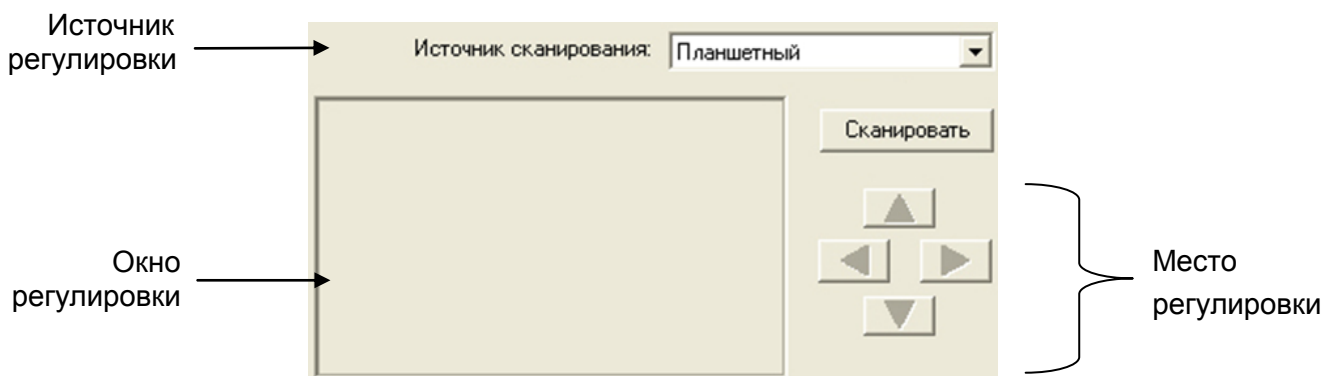 Источник
регулировки
Источник сканирования:
Планшетный
Сканировать
Окно
регулировки
Место
регулировки